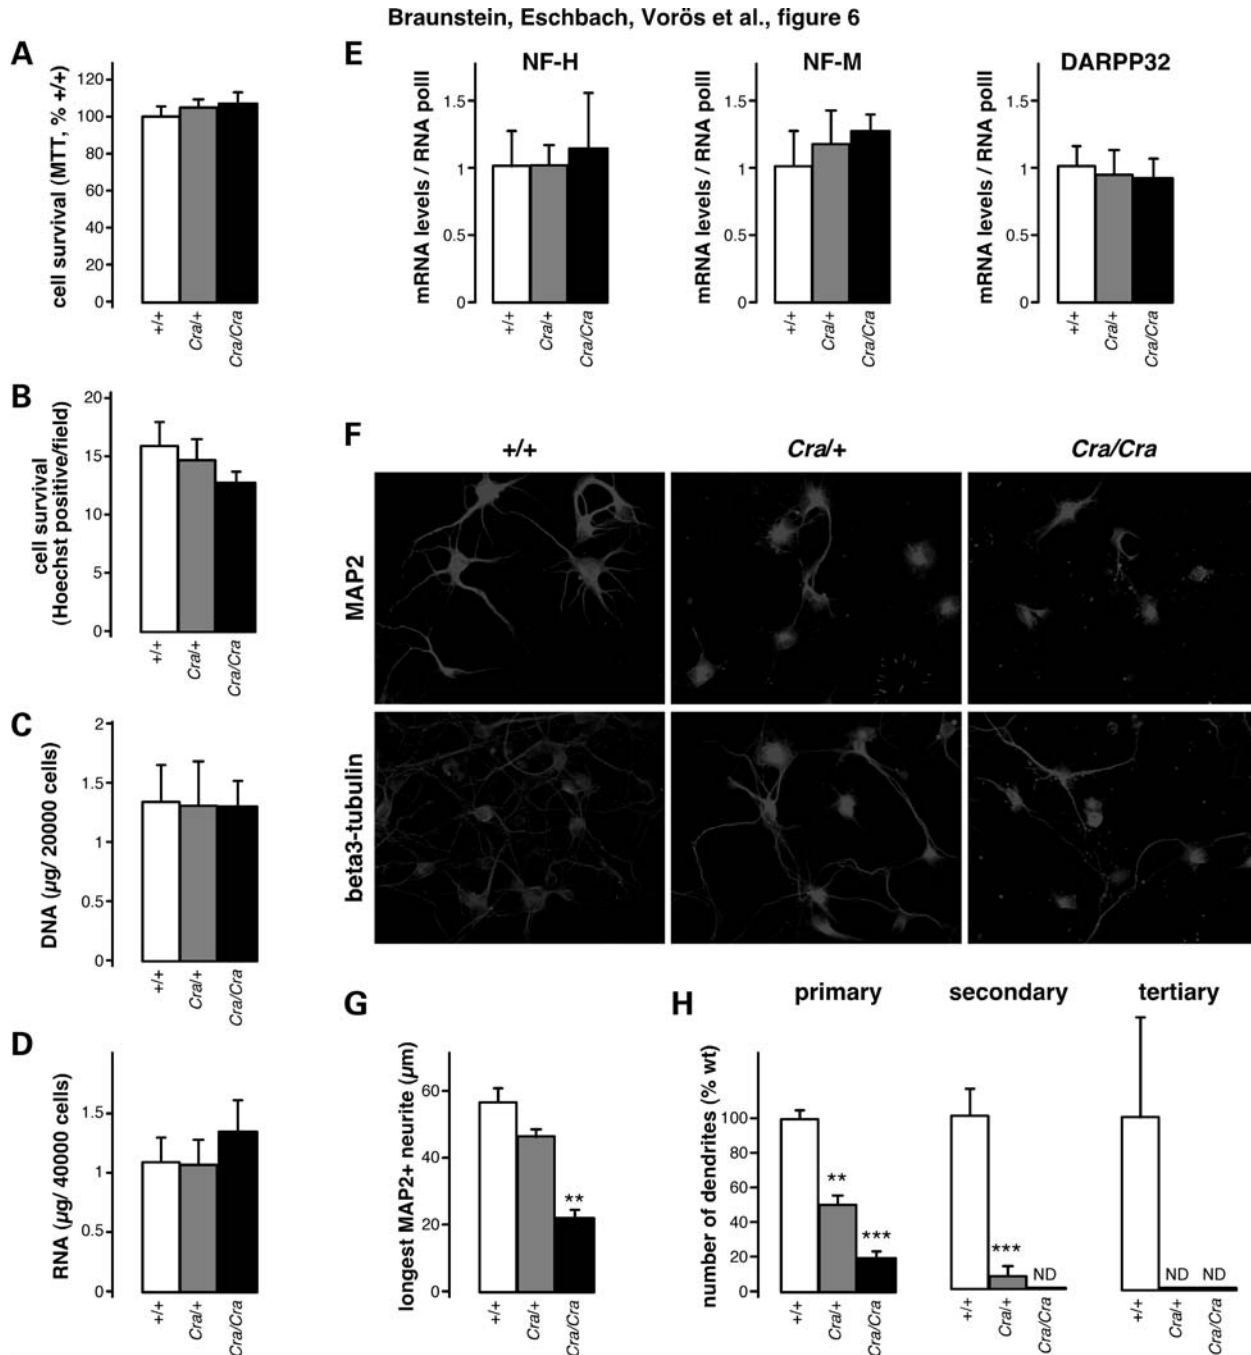 Braunstein, Eschbach, Vorös et al., figure 6
A
cell survival (MTT, % +/+)
120
100
80
60
40
20
0
+/+
Cra/+
Cra/Cra
B
cell survival
(Hoechst positive/field)
20
15
10
5
0
+/+
Cra/+
Cra/Cra
C
DNA (µg/ 20000 cells)
2
1.5
1
0.5
0
+/+
Cra/+
Cra/Cra
D
RNA (µg/ 40000 cells)
1.5
1
0.5
0
+/+
Cra/+
Cra/Cra
E
NF-H
mRNA levels / RNA polII
1.5
1
0.5
0
+/+
Cra/+
Cra/Cra
NF-M
mRNA levels / RNA polII
1.5
1
0.5
0
+/+
Cra/+
Cra/Cra
DARPP32
mRNA levels / RNA polII
1.5
1
0.5
0
+/+
Cra/+
Cra/Cra
F
+/+
Cra/+
Cra/Cra
MAP2
beta3-tubulin
G
longest MAP2+ neurite (µm)
60
40
20
0
**
+/+
Cra/+
Cra/Cra
H
primary
number of dendrites (% wt)
100
80
60
40
20
0
**
***
+/+
Cra/+
Cra/Cra
secondary
***
ND
+/+
Cra/+
Cra/Cra
tertiary
ND ND
+/+
Cra/+
Cra/Cra